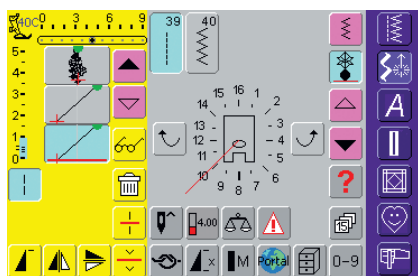 40C 0 3 6 9
39 40
5-
4-
3-
2-
1-
0
16 1
15 2
14 3
13 - - 4
12 - - 5
11 - 6
10 7
9 8
?
4.00
15
Portal
M
0-9
A